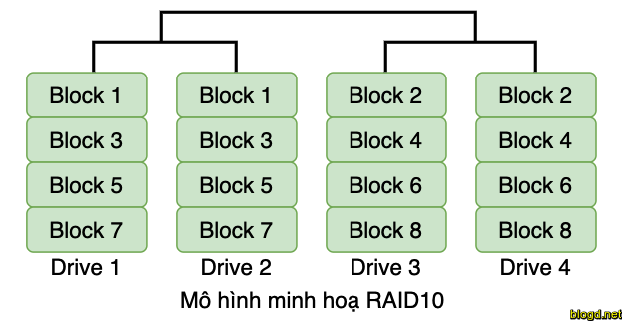 Block 1 Block 1 Block 2 Block 2
Block 3 Block 3 Block 4 Block 4
Block 5 Block 5 Block 6 Block 6
Block 7 Block 7 Block 8 Block 8
Drive 1 Drive 2 Drive 3 Drive 4
Mô hình minh hoạ RAID10
blogd.net